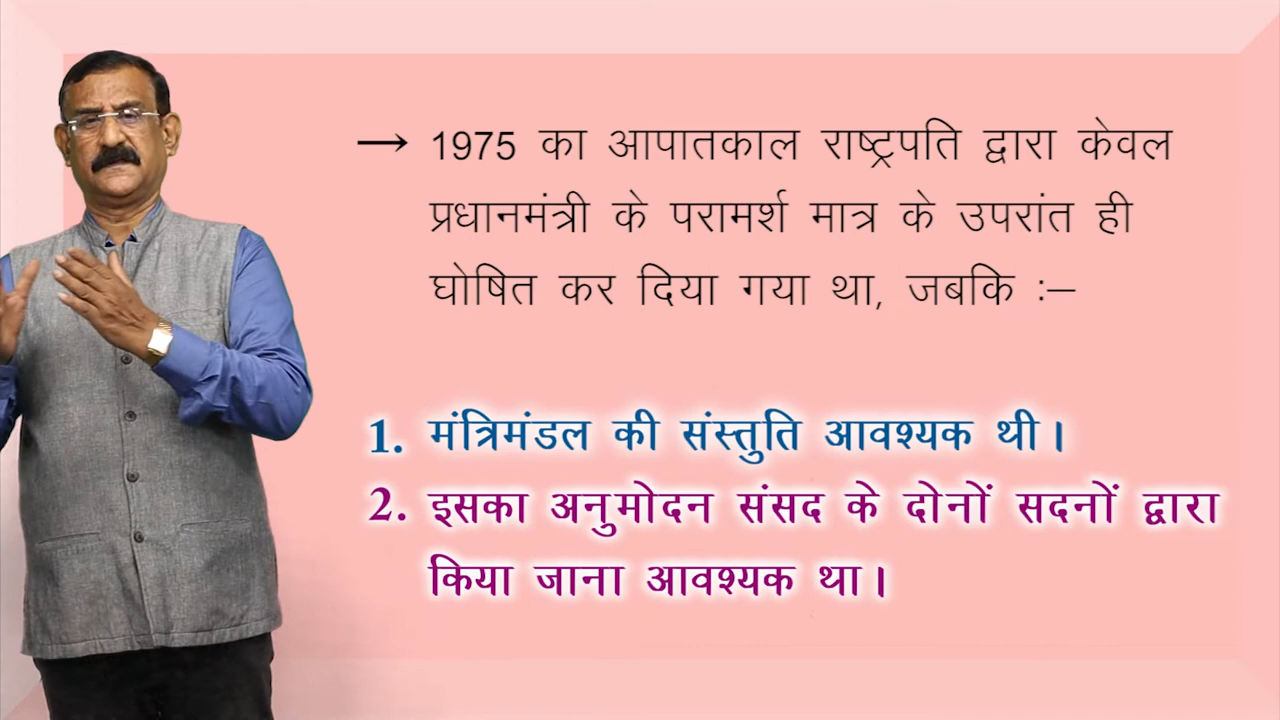 → 1975 का आपातकाल राष्ट्रपति द्वारा केवल
प्रधानमंत्री के परामर्श मात्र के उपरांत ही
घोषित कर दिया गया था, जबकि :–
1. मंत्रिमंडल की संस्तुति आवश्यक थी।
2. इसका अनुमोदन संसद के दोनों सदनों द्वारा
किया जाना आवश्यक था।